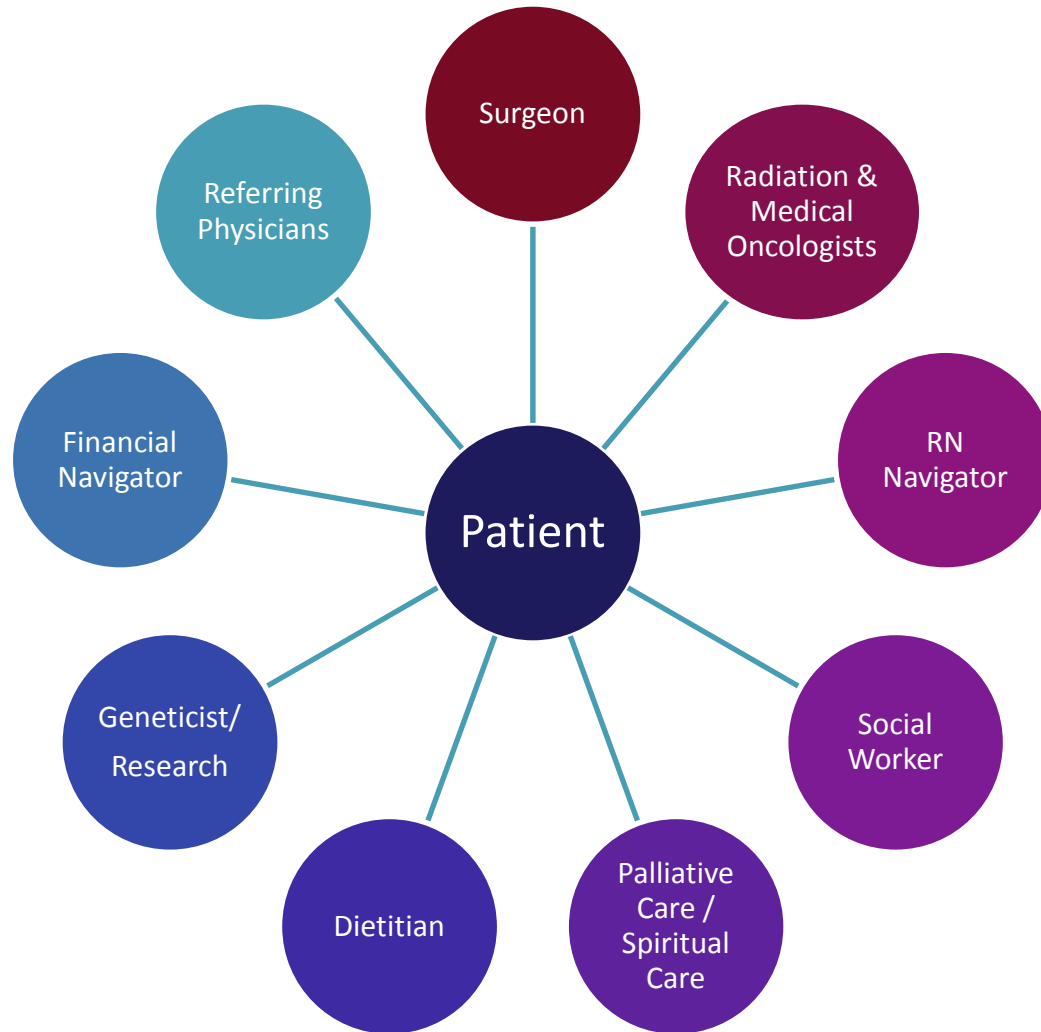 Surgeon
Radiation &
Medical
Oncologists
RN
Navigator
Social
Worker
Palliative
Care /
Spiritual
Care
Dietitian
Geneticist/
Research
Financial
Navigator
Referring
Physicians
Patient